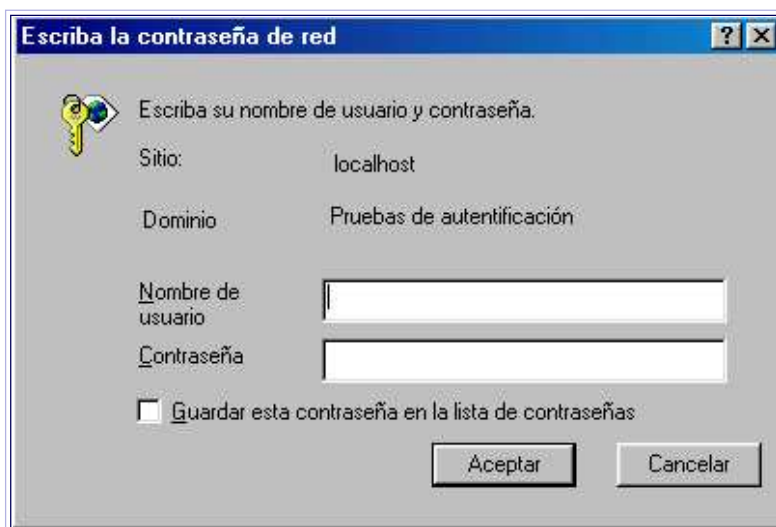 Escriba la contraseña de red
Escriba su nombre de usuario y contraseña.
Sitio: localhost
Dominio Pruebas de autentificación
Nombre de
usuario
Contraseña
Guardar esta contraseña en la lista de contraseñas
Aceptar Cancelar